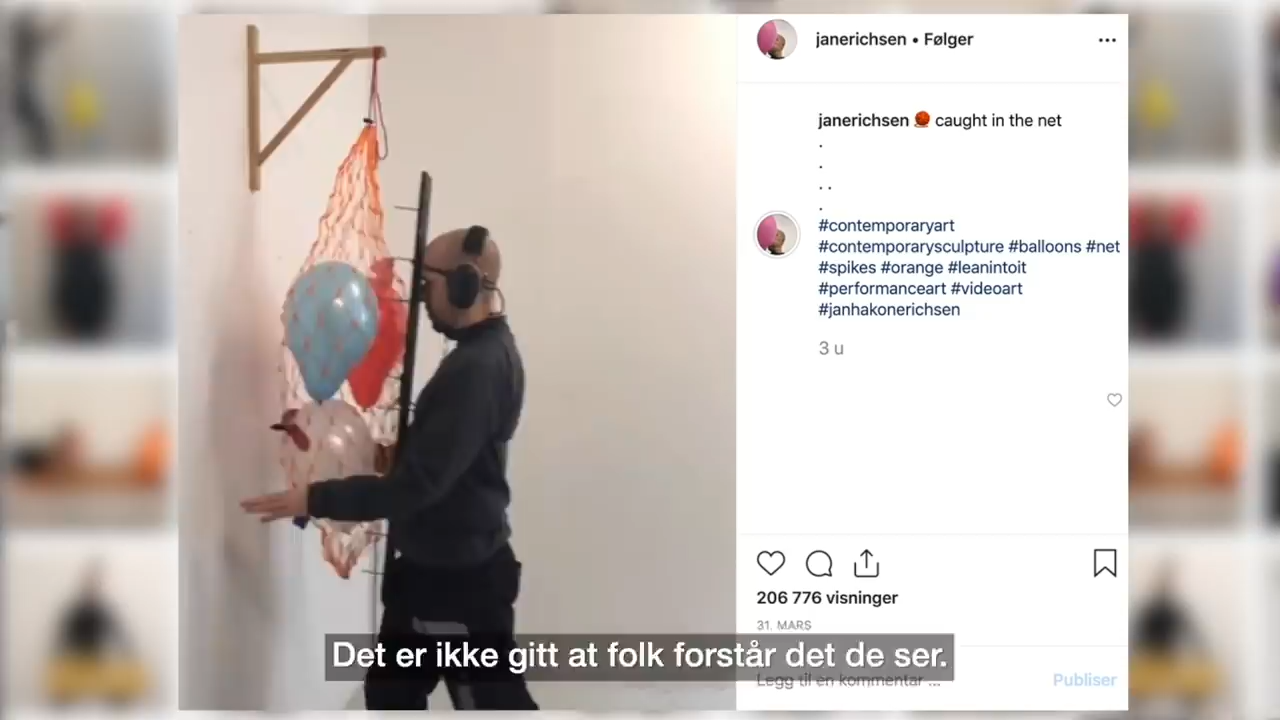 janerichsen • Følger
janerichsen 🏀 caught in the net
.
.
. .
.
#contemporaryart
#contemporarysculpture #balloons #net
#spikes #orange #leanintoit
#performanceart #videoart
#janhakonerichsen
3 u
206 776 visninger
31. MARS
Det er ikke gitt at folk forstår det de ser.
Legg til en kommentar ...
Publiser